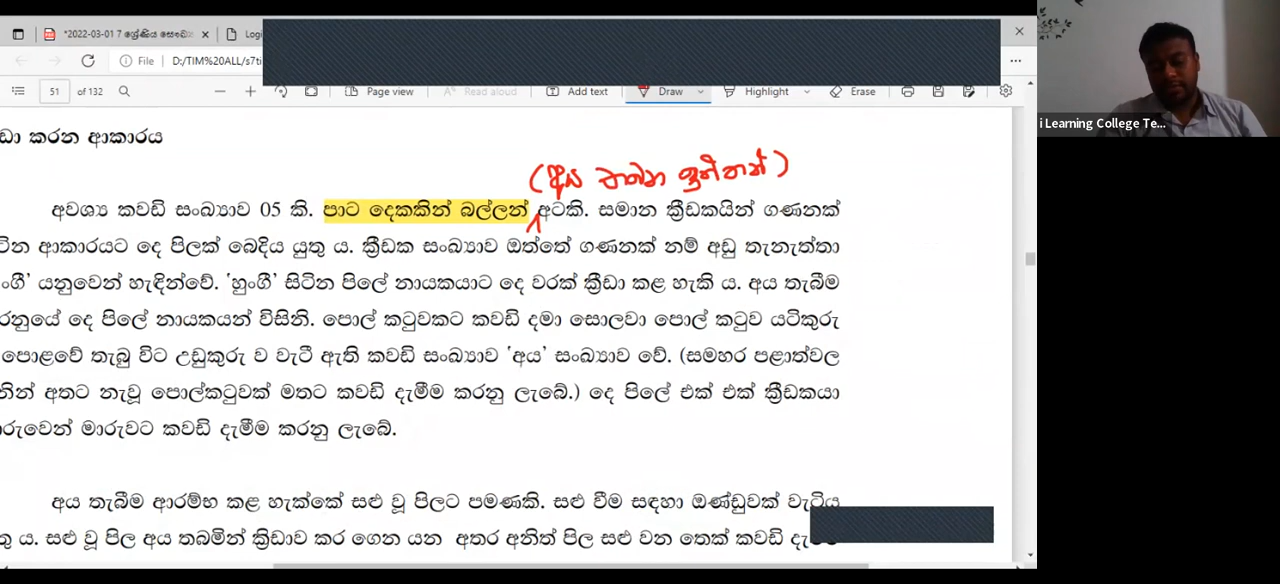 *2022-03-01 7 ශ්‍රේණිය සෞඛ්‍ය
Logi
File D:/TIM%20ALL/s7ti
51 of 132 Page view Read aloud Add text Draw Highlight Erase
ඩා කරන ආකාරය
(අය තබන ඉත්තන්)
අවශ්‍ය කවඩි සංඛ්‍යාව 05 කි. පාට දෙකකින් බල්ලන් අටකි. සමාන ක්‍රීඩකයින් ගණනක්
ටින ආකාරයට දෙ පිලක් බෙදිය යුතු ය. ක්‍රීඩක සංඛ්‍යාව ඔත්තේ ගණනක් නම් අඩු තැනැත්තා
ංගී' යනුවෙන් හැඳින්වේ. 'හුංගී' සිටින පිලේ නායකයාට දෙ වරක් ක්‍රීඩා කළ හැකි ය. අය තැබීම
රනුයේ දෙ පිලේ නායකයන් විසිනි. පොල් කටුවකට කවඩි දමා සොලවා පොල් කටුව යටිකුරු
පොළවේ තැබූ විට උඩුකුරු ව වැටී ඇති කවඩි සංඛ්‍යාව 'අය' සංඛ්‍යාව වේ. (සමහර පළාත්වල
නින් අතට නැවූ පොල්කටුවක් මතට කවඩි දැමීම කරනු ලැබේ.) දෙ පිලේ එක් එක් ක්‍රීඩකයා
ාරුවෙන් මාරුවට කවඩි දැමීම කරනු ලැබේ.
අය තැබීම ආරම්භ කළ හැක්කේ සළු වූ පිලට පමණකි. සළු වීම සඳහා ඔණ්ඩුවක් වැටිය
තු ය. සළු වූ පිල අය තබමින් ක්‍රිඩාව කර ගෙන යන අතර අනිත් පිල සළු වන තෙක් කවඩි
i Learning College Te...